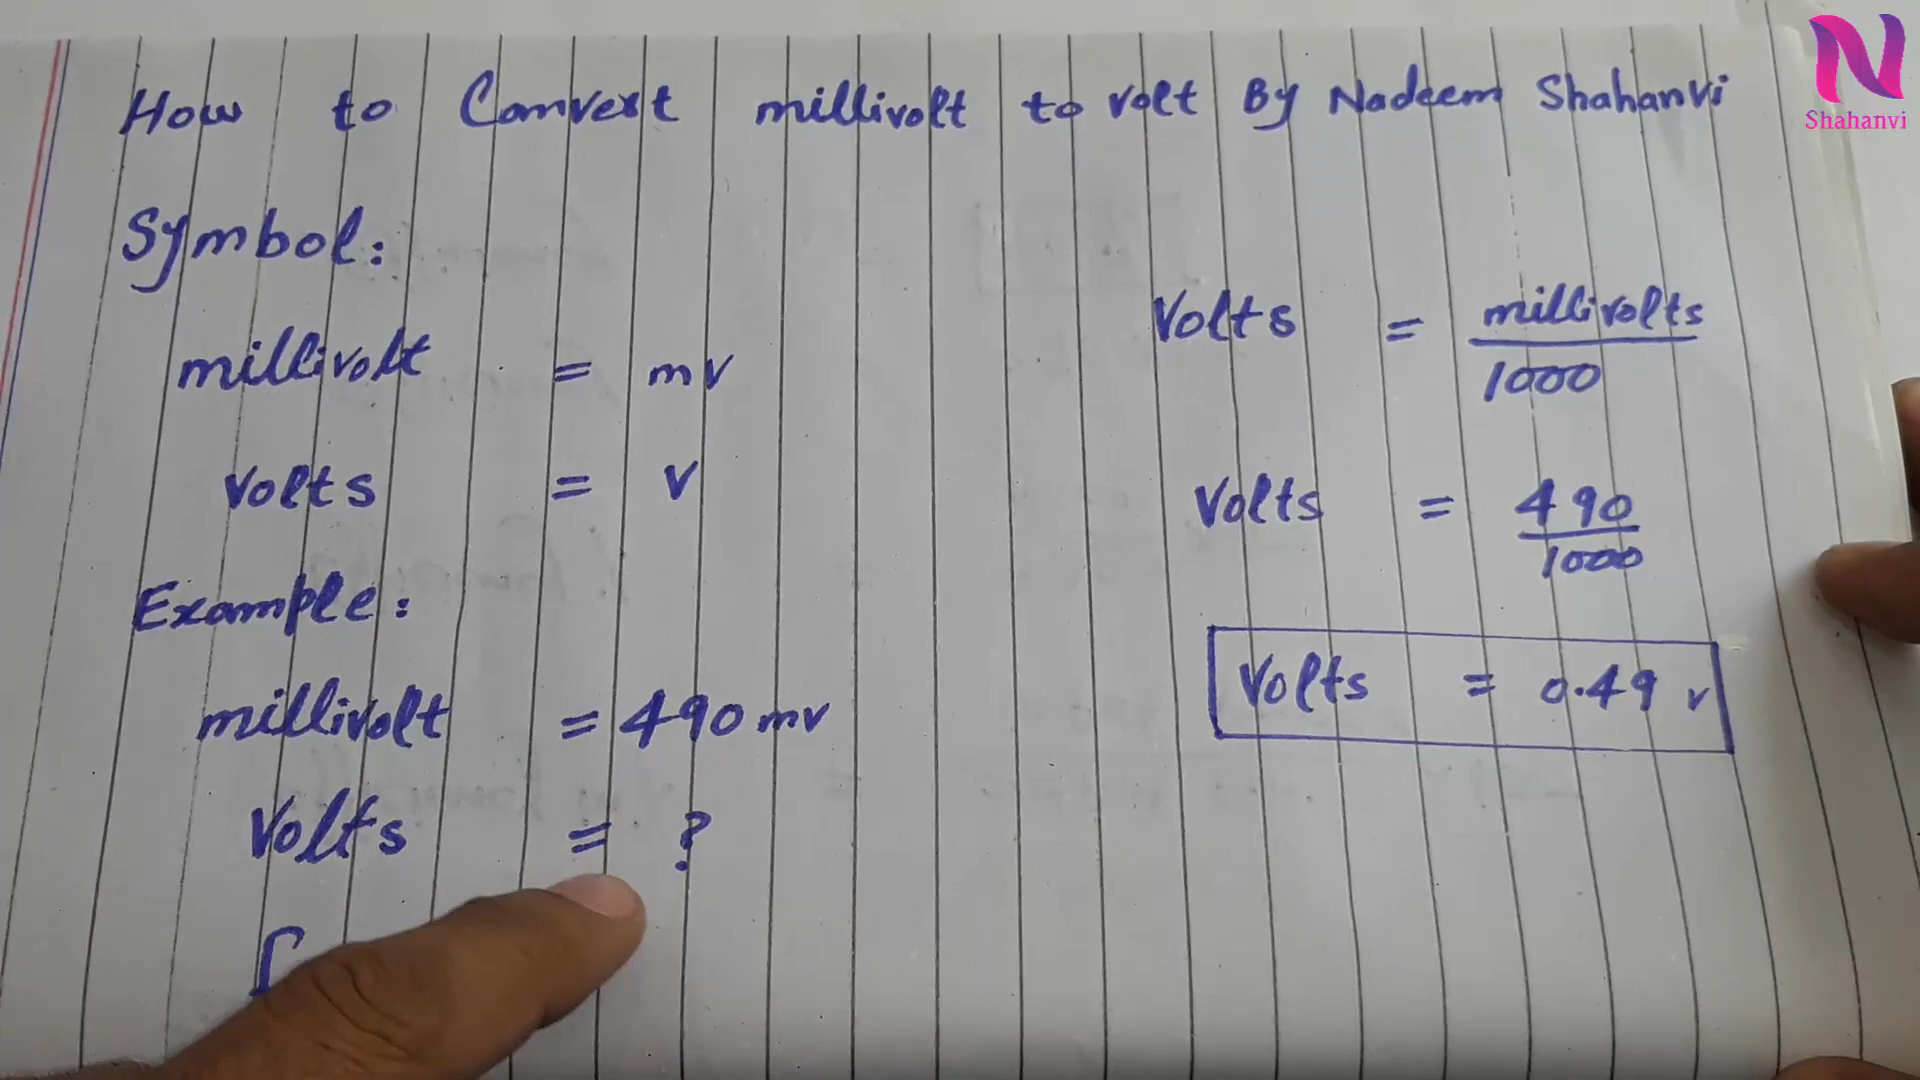 How to Convert millivolt to volt By Nadeem Shahanvi
Symbol:
millivolt = mv
volts = v
Example:
millivolt = 490 mv
Volts = ?
Volts = millivolts
1000
Volts = 490
1000
Volts = 0.49 v
N
Shahanvi